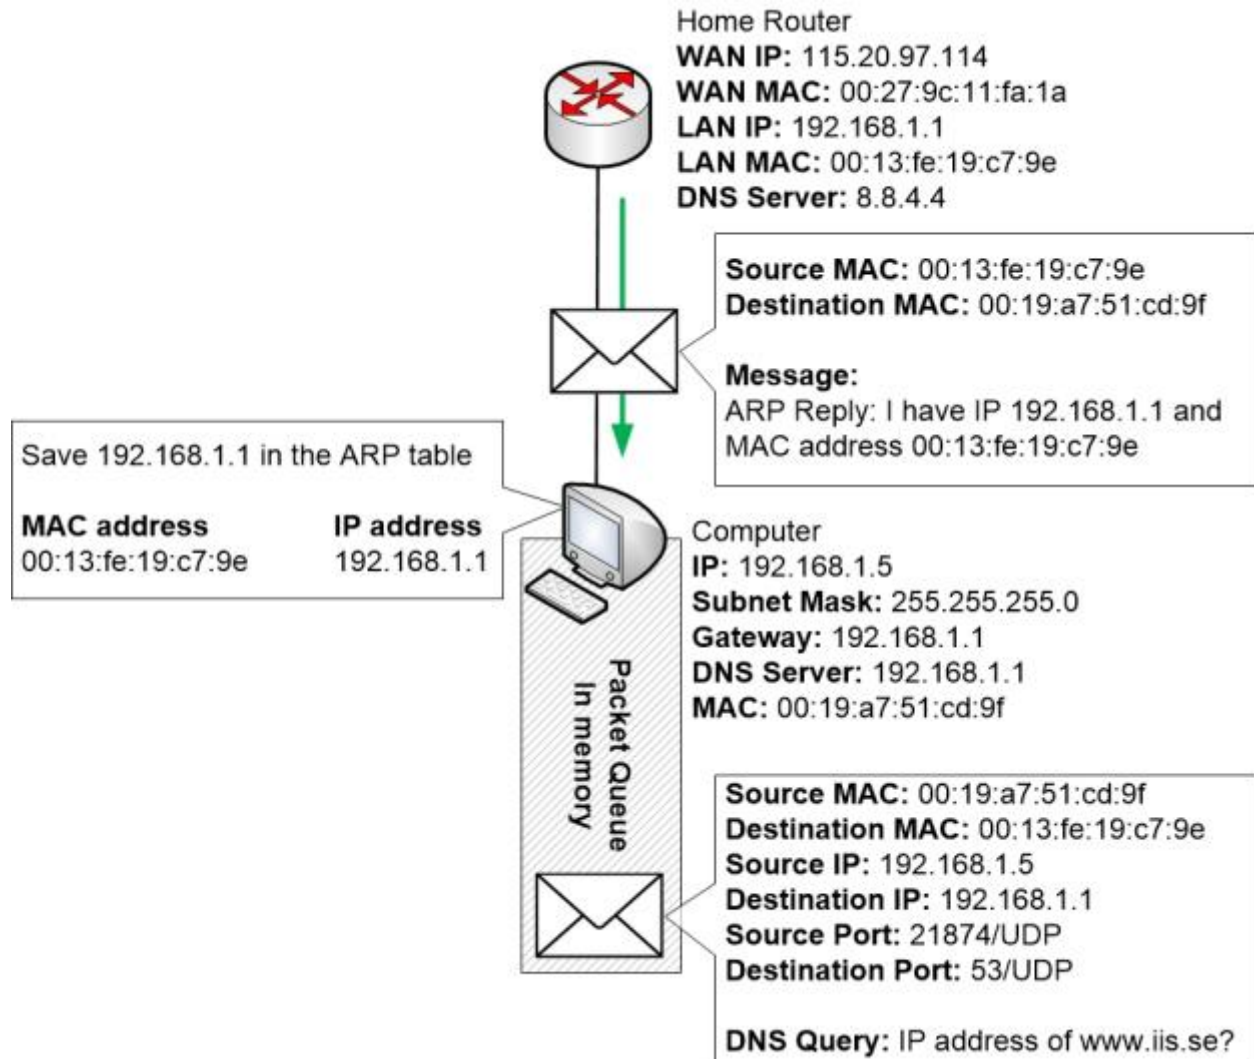 Home Router
WAN IP: 115.20.97.114
WAN MAC: 00:27:9c:11:fa:1a
LAN IP: 192.168.1.1
LAN MAC: 00:13:fe:19:c7:9e
DNS Server: 8.8.4.4
Source MAC: 00:13:fe:19:c7:9e
Destination MAC: 00:19:a7:51:cd:9f
Message:
ARP Reply: I have IP 192.168.1.1 and
MAC address 00:13:fe:19:c7:9e
Save 192.168.1.1 in the ARP table
MAC address IP address
00:13:fe:19:c7:9e 192.168.1.1
Computer
IP: 192.168.1.5
Subnet Mask: 255.255.255.0
Gateway: 192.168.1.1
DNS Server: 192.168.1.1
MAC: 00:19:a7:51:cd:9f
Packet Queue
In memory
Source MAC: 00:19:a7:51:cd:9f
Destination MAC: 00:13:fe:19:c7:9e
Source IP: 192.168.1.5
Destination IP: 192.168.1.1
Source Port: 21874/UDP
Destination Port: 53/UDP
DNS Query: IP address of www.iis.se?